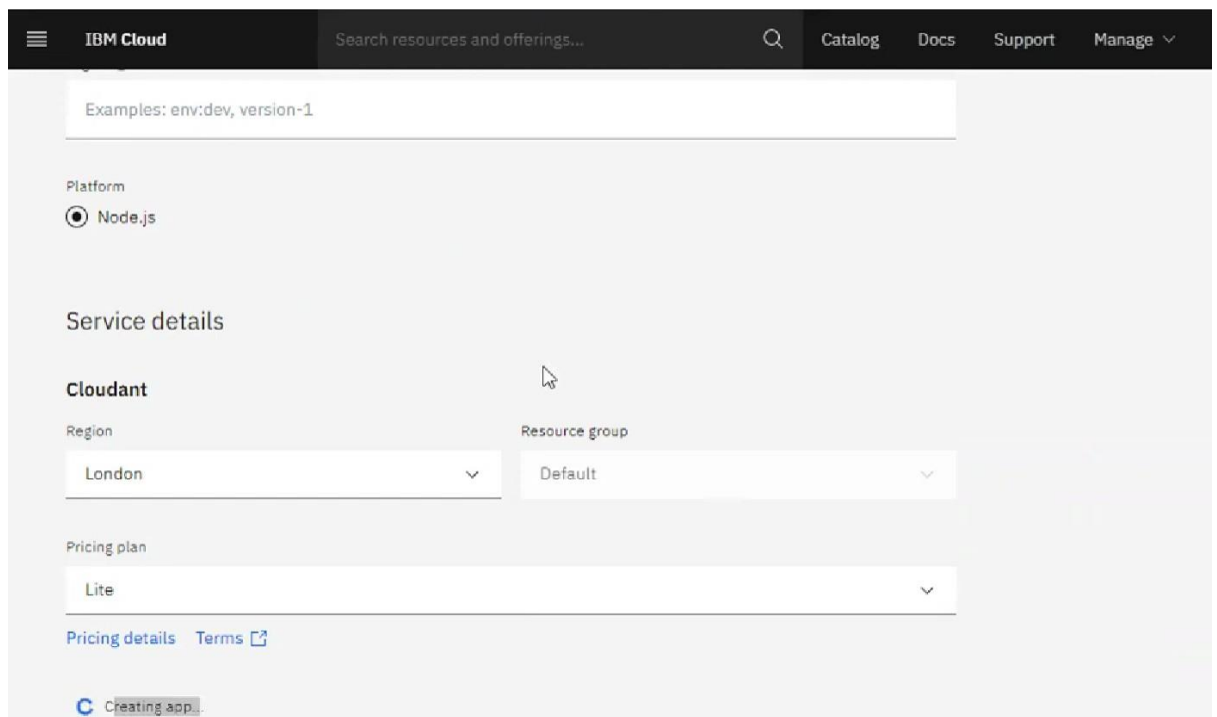 IBM Cloud
Search resources and offerings...
Catalog
Docs
Support
Manage
Examples: env:dev, version-1
Platform
Node.js
Service details
Cloudant
Region
Resource group
London
Default
Pricing plan
Lite
Pricing details
Terms
Creating app...